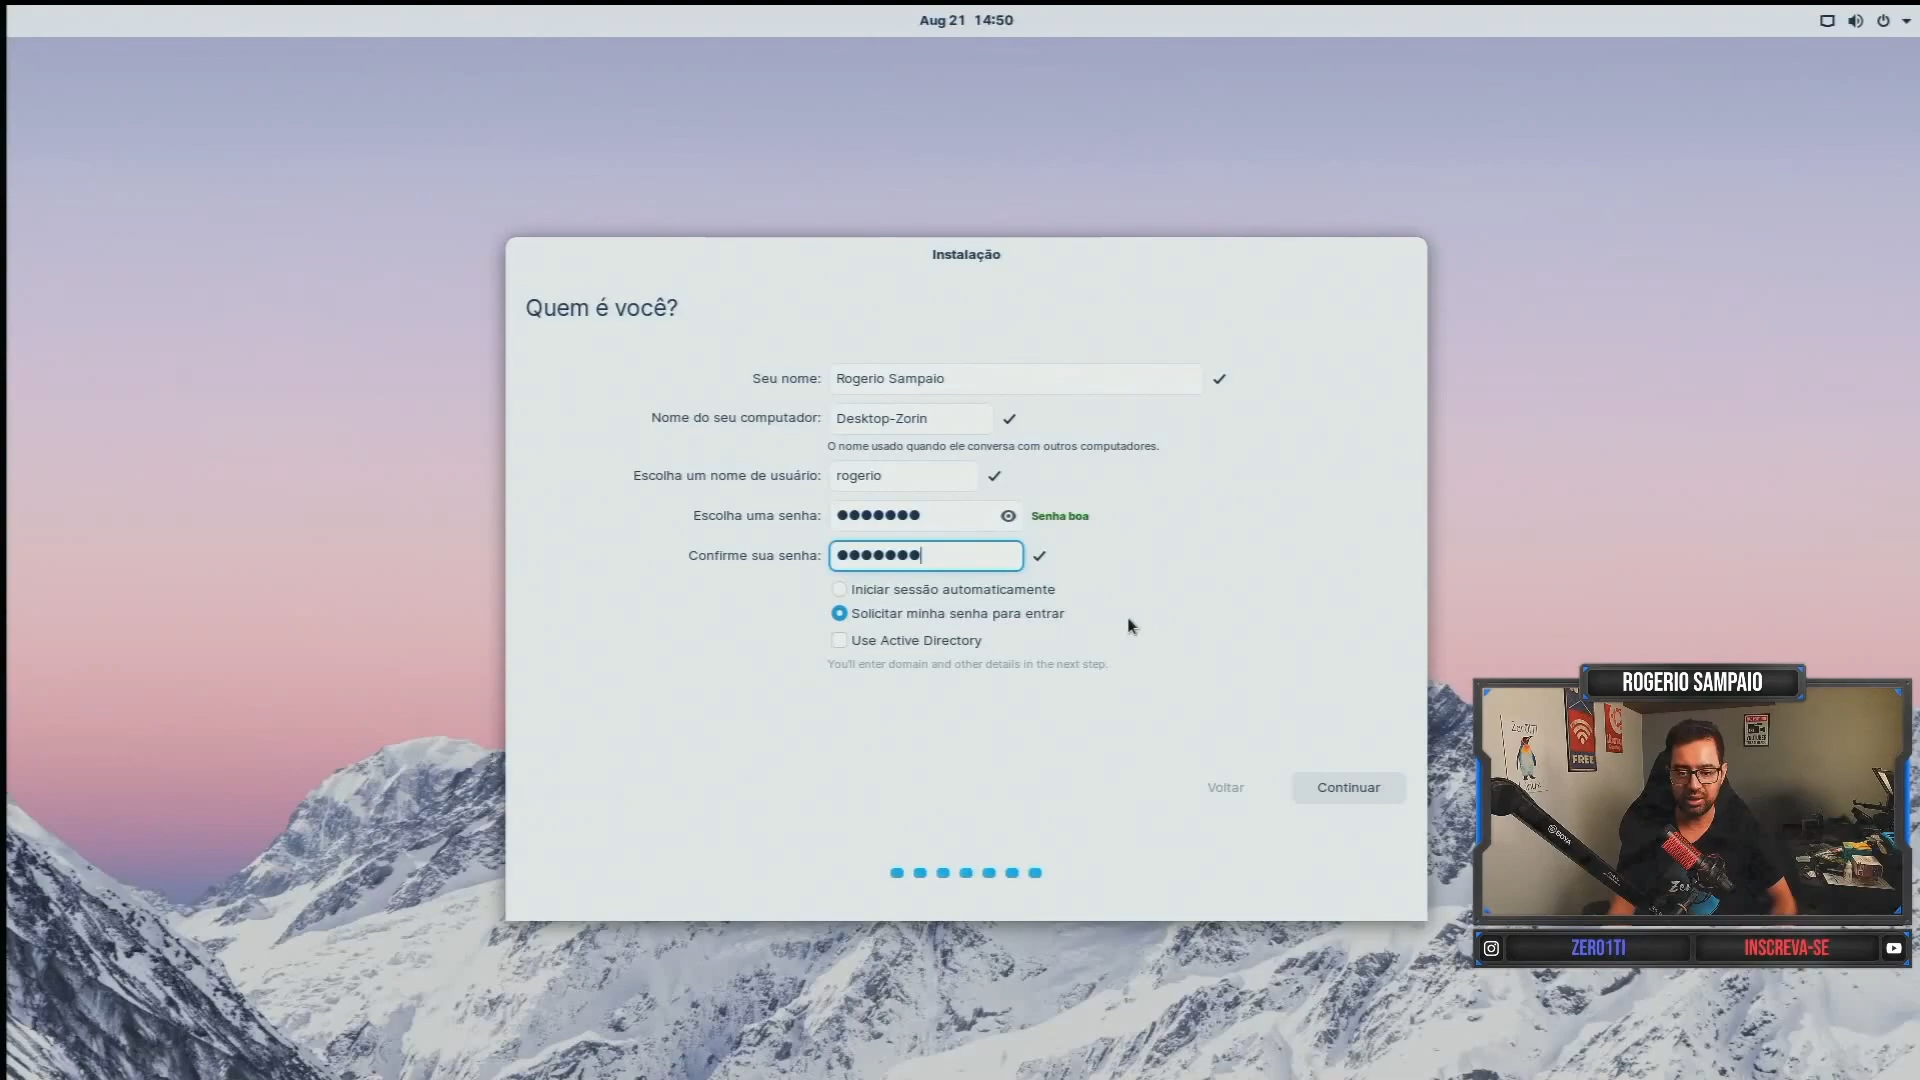 Aug 21 14:50
Instalação
Quem é você?
Seu nome: Rogerio Sampaio
Nome do seu computador: Desktop-Zorin
O nome usado quando ele conversa com outros computadores.
Escolha um nome de usuário: rogerio
Escolha uma senha: ●●●●●●● Senha boa
Confirme sua senha: ●●●●●●●
Iniciar sessão automaticamente
Solicitar minha senha para entrar
Use Active Directory
You'll enter domain and other details in the next step.
Voltar Continuar
ROGERIO SAMPAIO
FREE
BOYA
ZERO1TI INSCREVA-SE